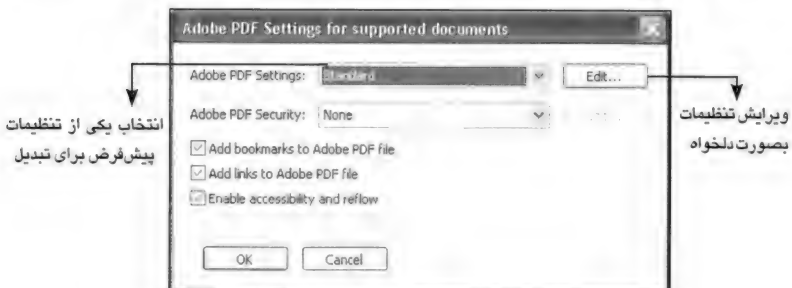 Adobe PDF Settings for supported documents
Adobe PDF Settings: Standard Edit...
Adobe PDF Security: None
Add bookmarks to Adobe PDF file
Add links to Adobe PDF file
Enable accessibility and reflow
OK Cancel
انتخاب یکی از تنظیمات
پیش‌فرض برای تبدیل
ویرایش تنظیمات
بصورت دلخواه